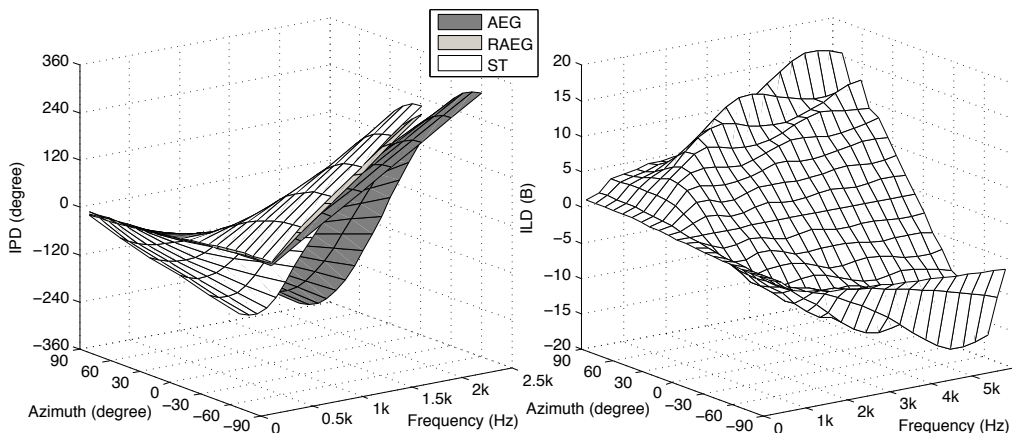 AEG
RAEG
ST
360
240
120
0
−120
−240
−360
IPD (degree)
90
60
30
0
−30
−60
−90
Azimuth (degree)
0
0.5k
1k
1.5k
2k
2.5k
Frequency (Hz)
20
15
10
5
0
−5
−10
−15
−20
ILD (B)
90
60
30
0
−30
−60
−90
Azimuth (degree)
0
1k
2k
3k
4k
5k
Frequency (Hz)